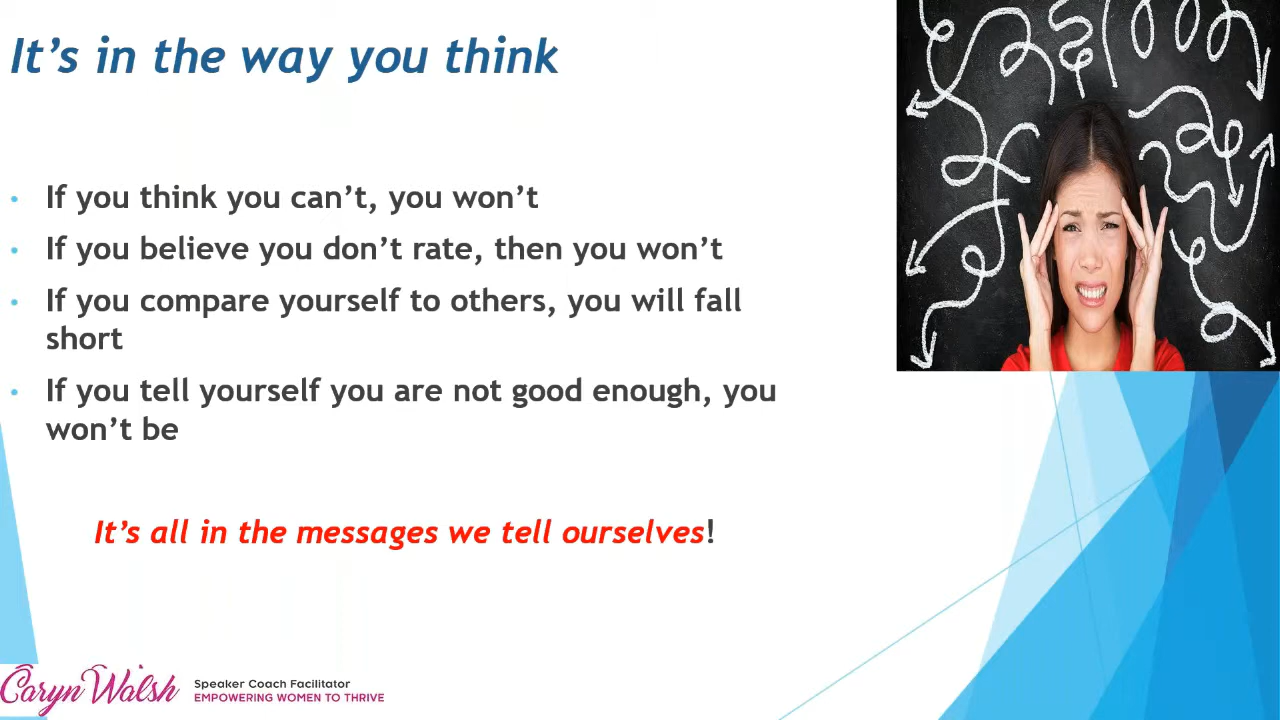 It’s in the way you think
• If you think you can’t, you won’t
• If you believe you don’t rate, then you won’t
• If you compare yourself to others, you will fall
short
• If you tell yourself you are not good enough, you
won’t be
It’s all in the messages we tell ourselves!
Caryn Walsh
Speaker Coach Facilitator
EMPOWERING WOMEN TO THRIVE